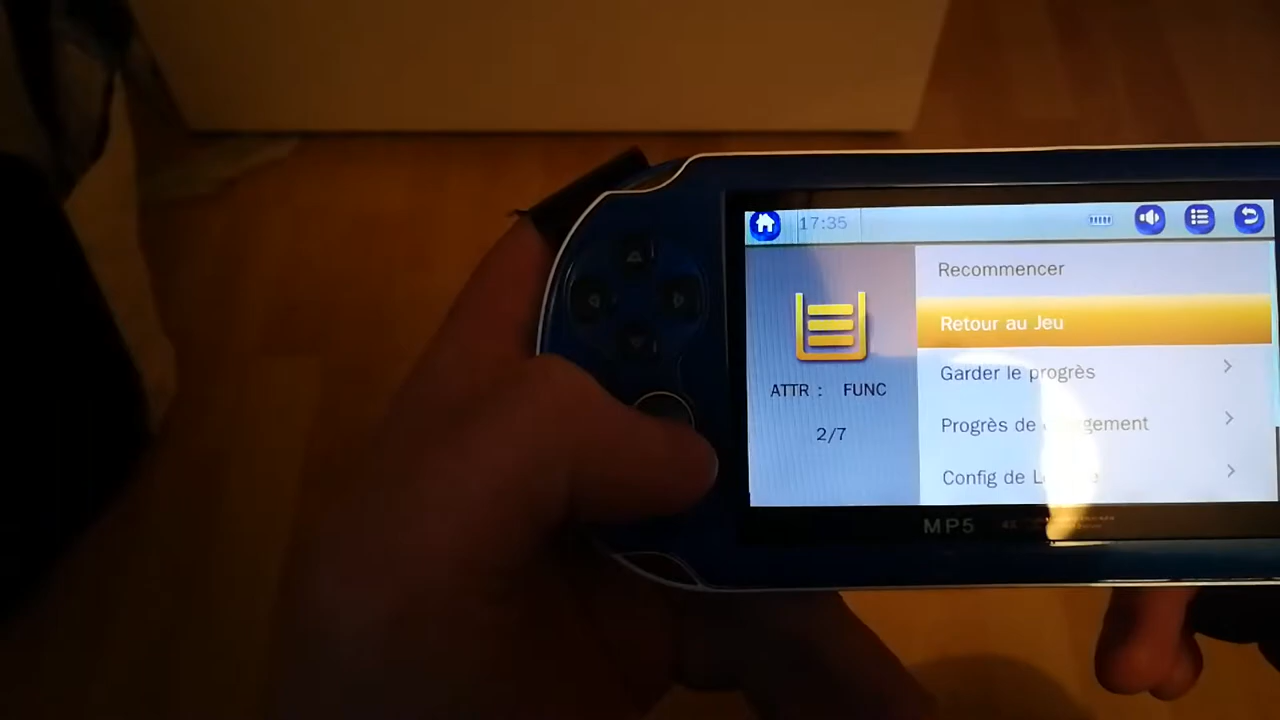 17:35
Recommencer
Retour au Jeu
Garder le progrès
Progrès de
Config de
ATTR : FUNC
2/7
MP5